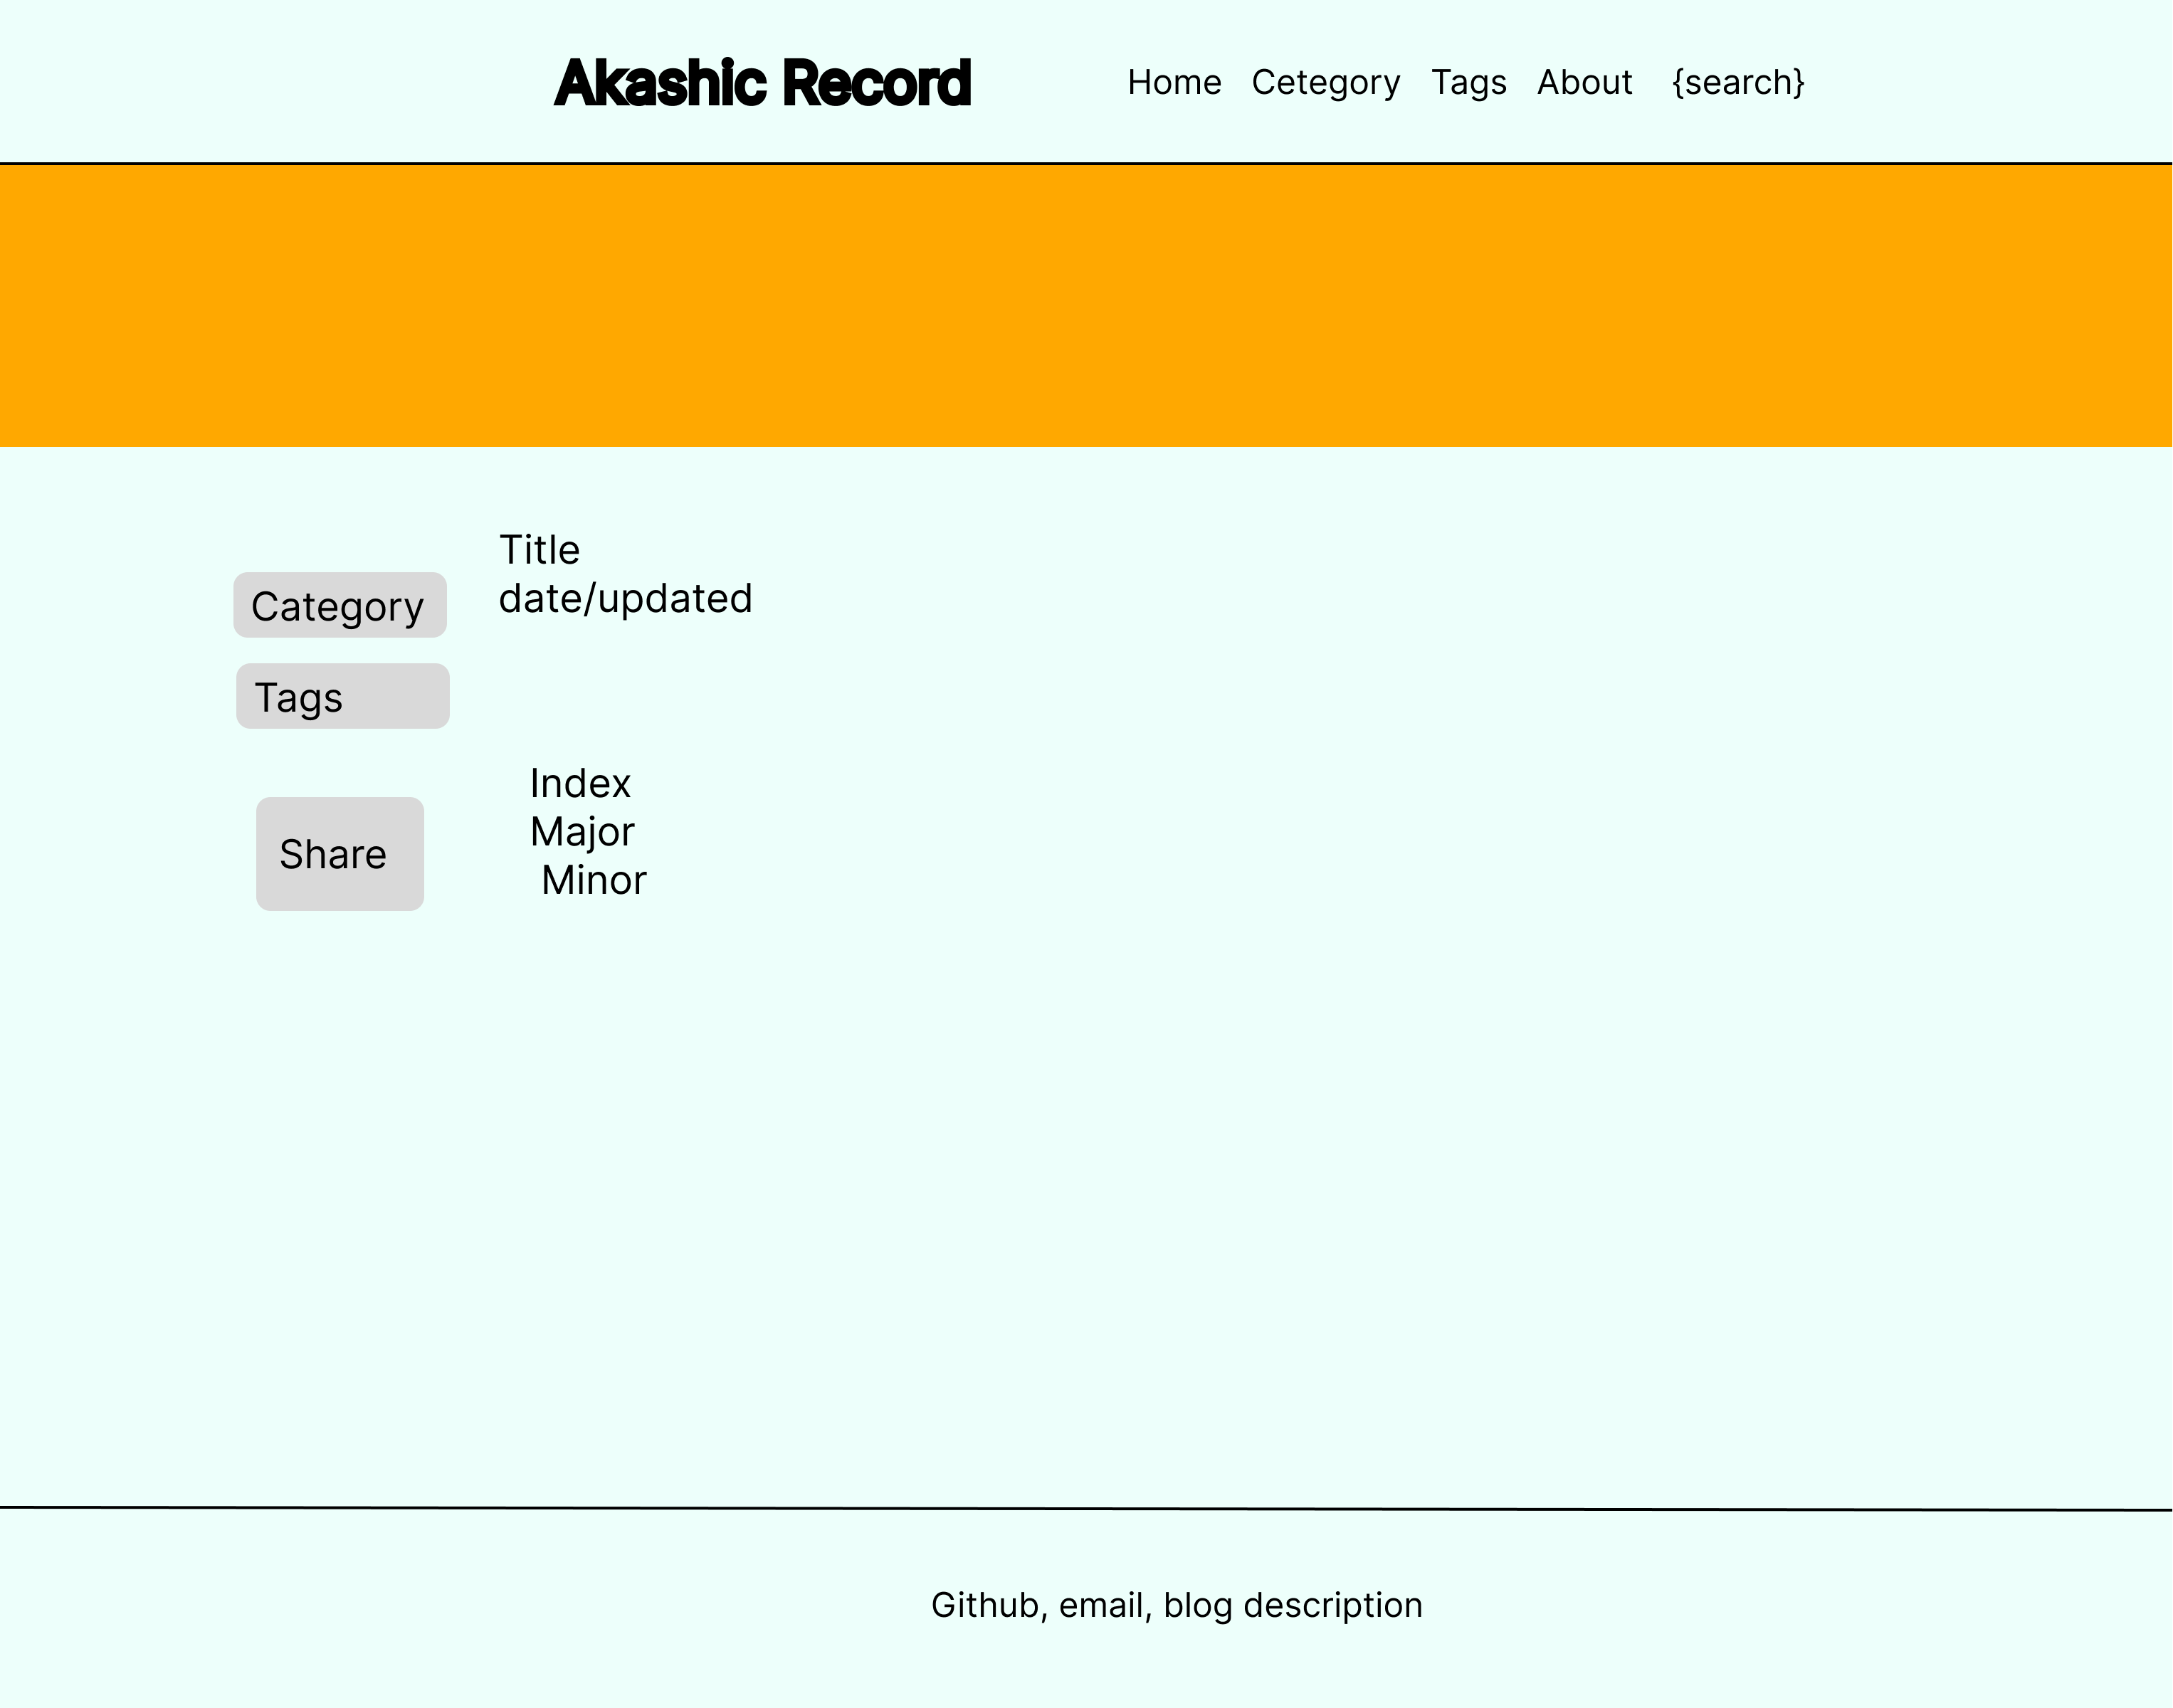 Akashic Record
Home Cetegory Tags About {search}
Title
date/updated
Category
Tags
Share
Index
Major
Minor
Github, email, blog description